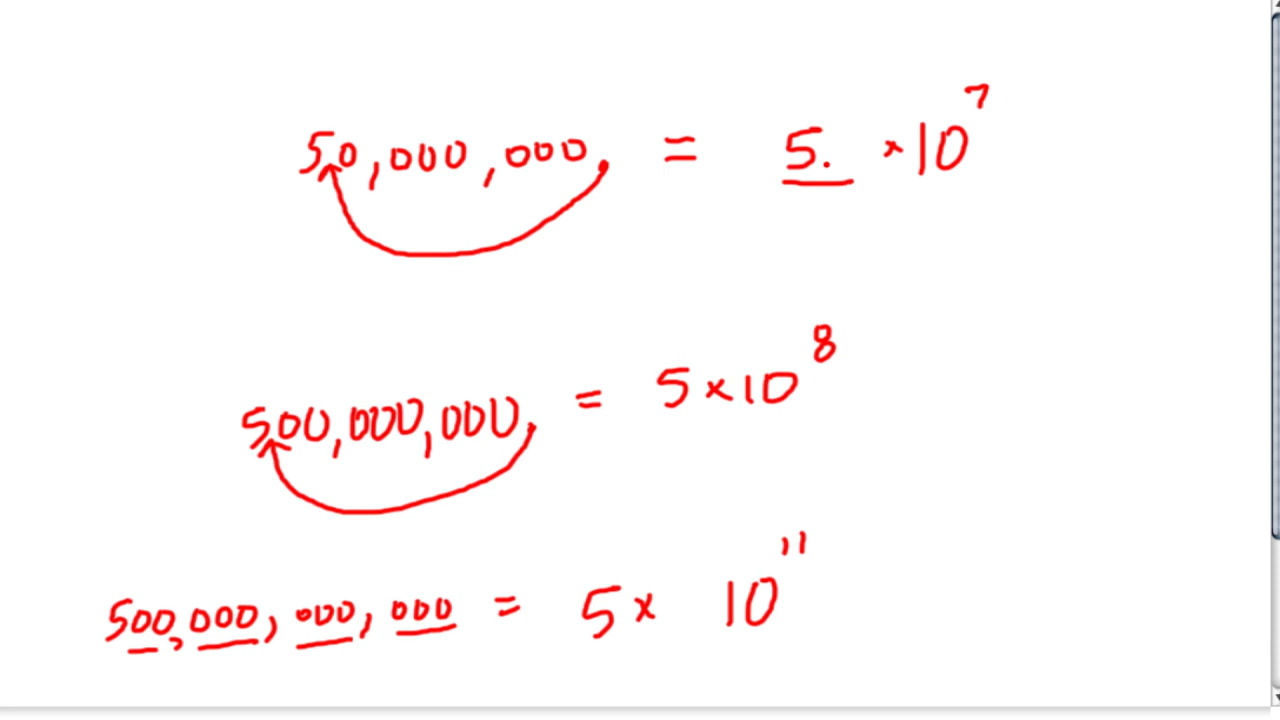 50,000,000. = 5. × 10⁷
500,000,000. = 5 × 10⁸
500,000,000,000 = 5 × 10¹¹